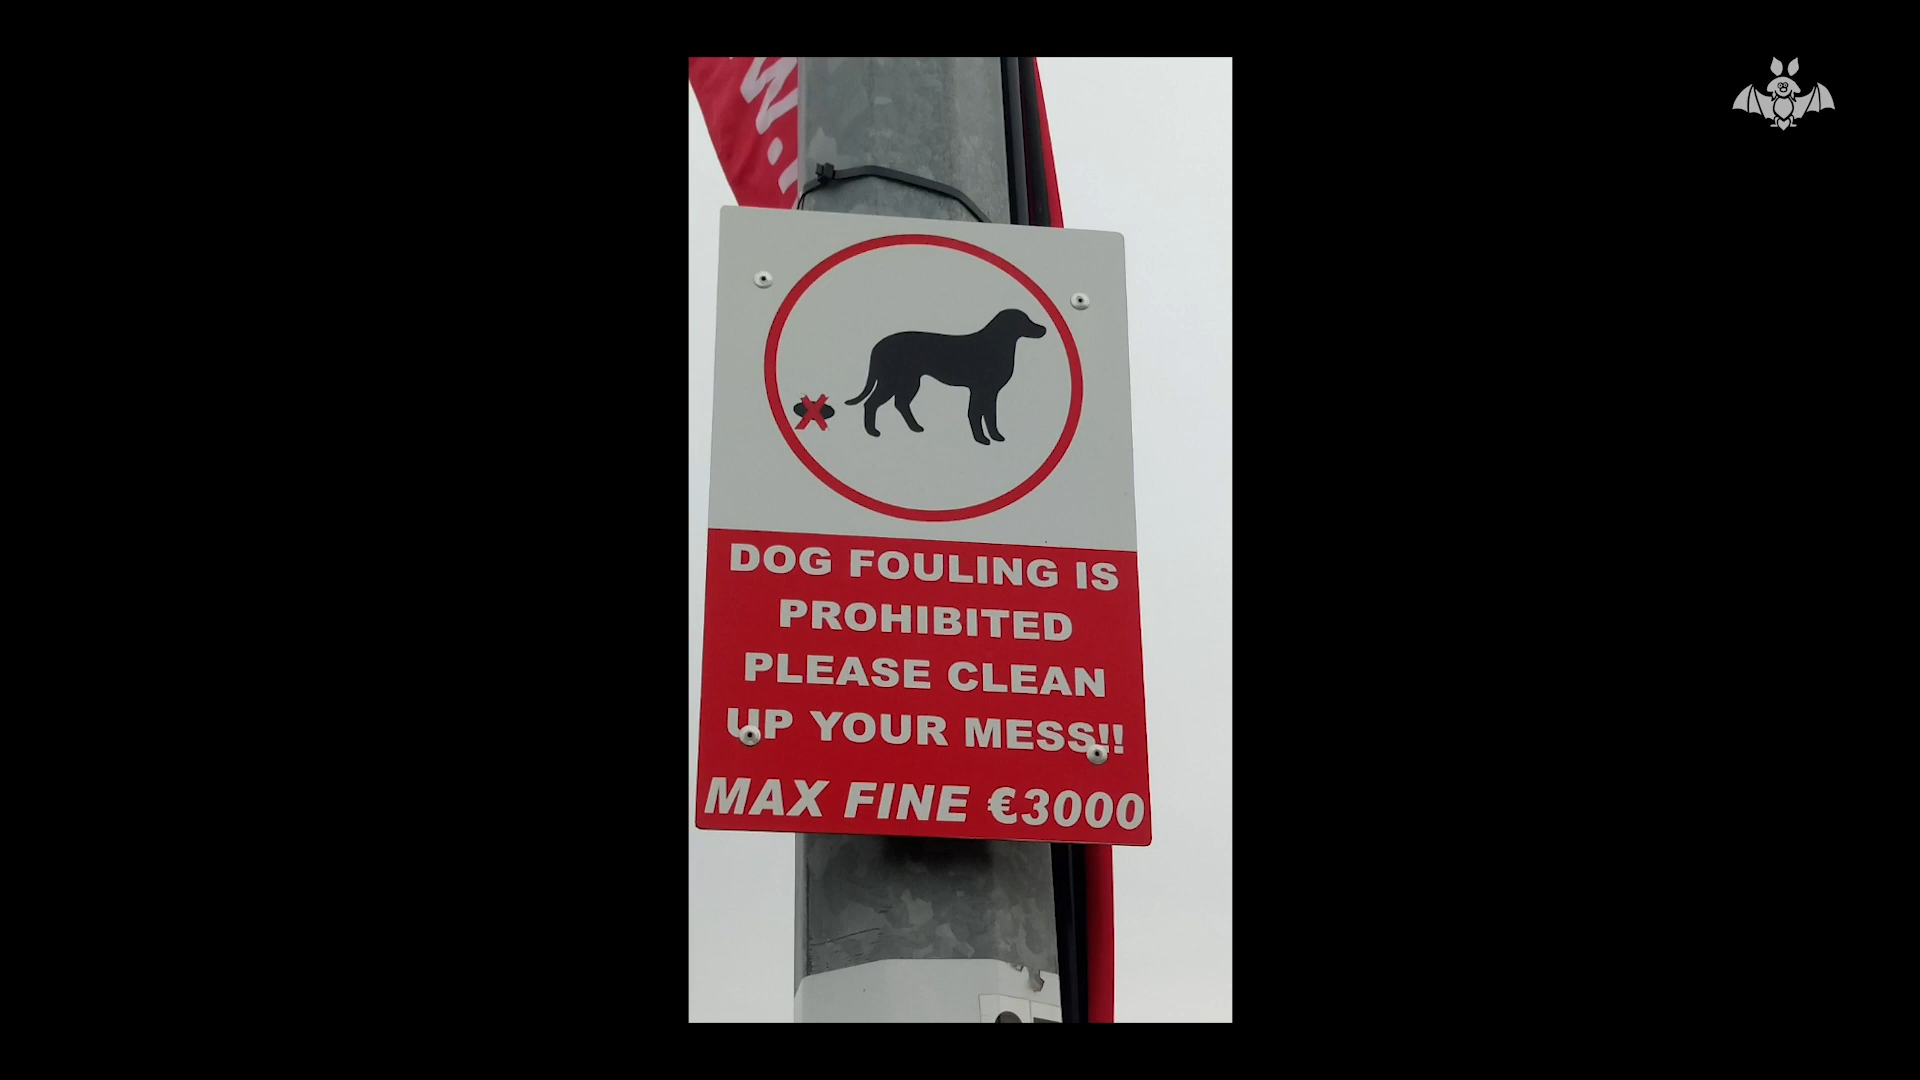 W.
DOG FOULING IS
PROHIBITED
PLEASE CLEAN
UP YOUR MESS!!
MAX FINE €3000